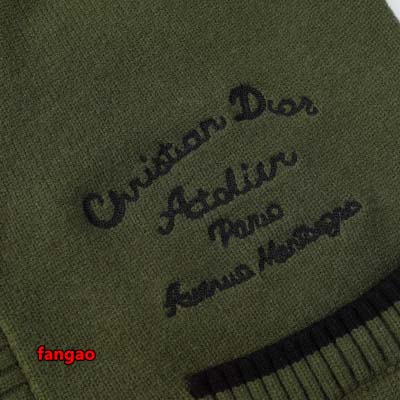 Christian Dior
Atelier
Paris
Avenue Montaigne
fangao